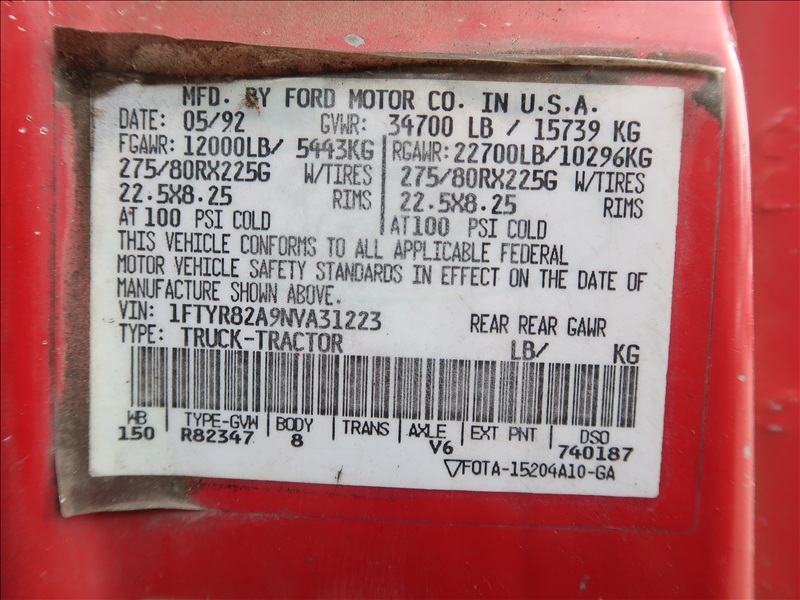 MFD. BY FORD MOTOR CO. IN U.S.A.
DATE: 05/92 GVWR: 34700 LB / 15739 KG
FGAWR: 12000LB/ 5443KG RGAWR: 22700LB/10296KG
275/80RX225G W/TIRES 275/80RX225G W/TIRES
22.5X8.25 RIMS 22.5X8.25 RIMS
AT 100 PSI COLD AT100 PSI COLD
THIS VEHICLE CONFORMS TO ALL APPLICABLE FEDERAL
MOTOR VEHICLE SAFETY STANDARDS IN EFFECT ON THE DATE OF
MANUFACTURE SHOWN ABOVE.
VIN: 1FTYR82A9NVA31223 REAR REAR GAWR
TYPE: TRUCK-TRACTOR LB/ KG
WB TYPE-GVW BODY TRANS AXLE EXT PNT DSO
150 R82347 8 V6 740187
▽FOTA-15204A10-GA